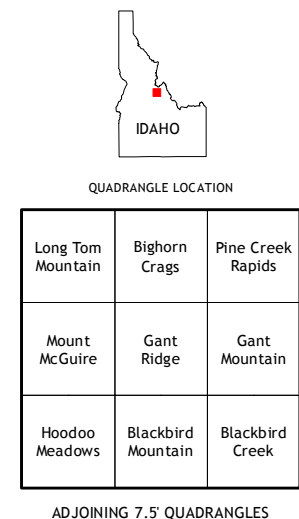 IDAHO
QUADRANGLE LOCATION
Long Tom
Mountain
Bighorn
Crags
Pine Creek
Rapids
Mount
McGuire
Gant
Ridge
Gant
Mountain
Hoodoo
Meadows
Blackbird
Mountain
Blackbird
Creek
ADJOINING 7.5' QUADRANGLES